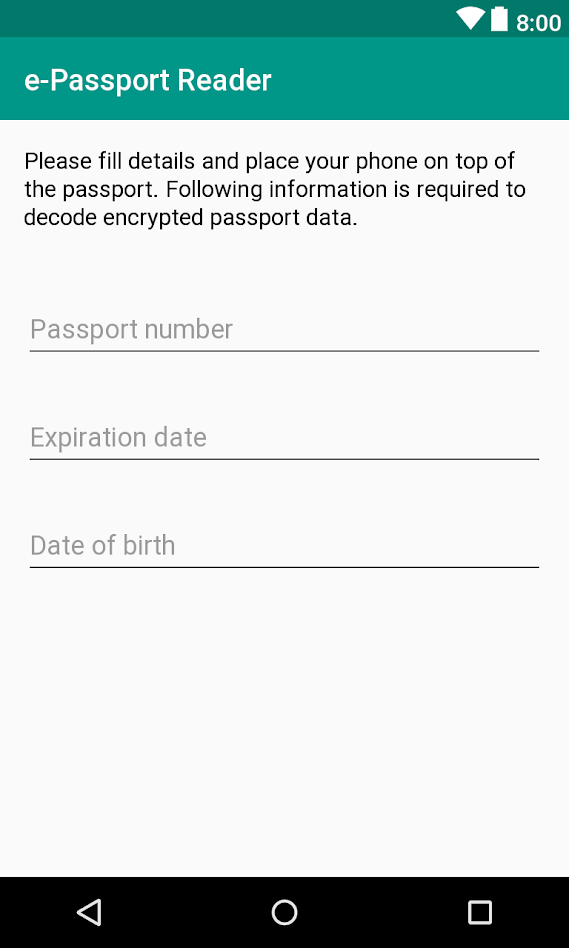 8:00
e-Passport Reader
Please fill details and place your phone on top of
the passport. Following information is required to
decode encrypted passport data.
Passport number
Expiration date
Date of birth